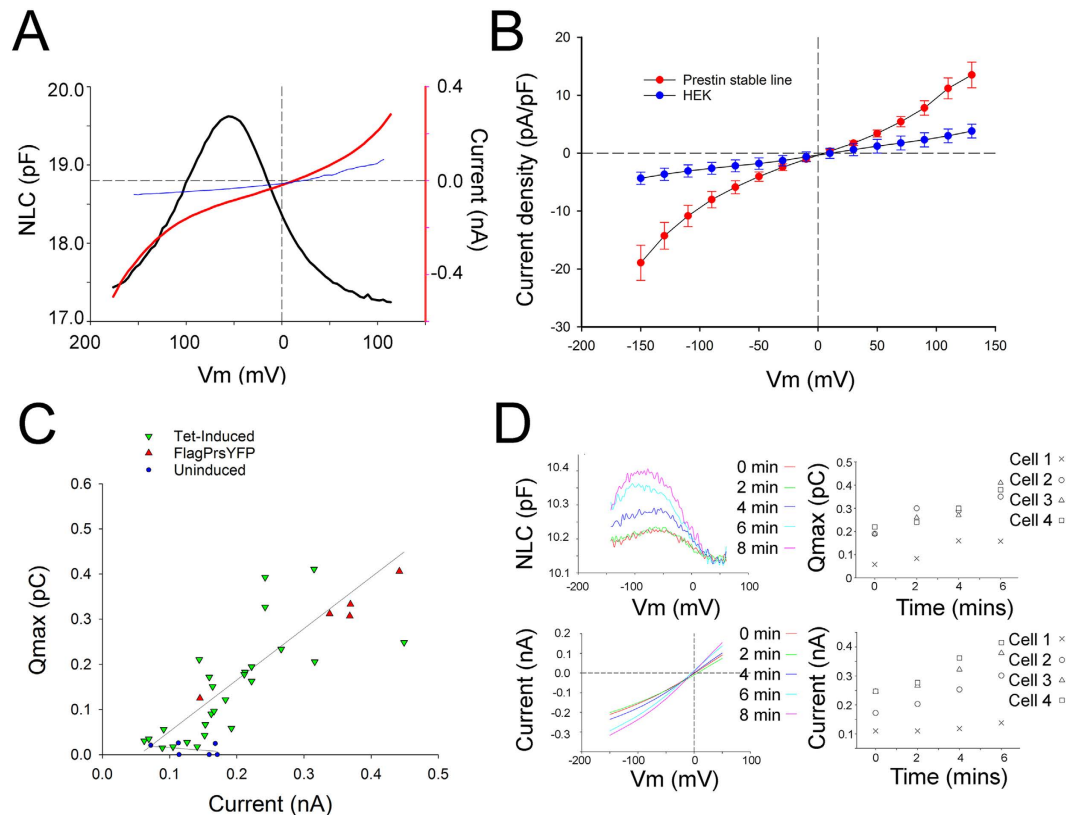 A
20.0
19.0
18.0
17.0
NLC (pF)
200
100
0
100
Vm (mV)
0.4
0.0
-0.4
Current (nA)
B
20
10
0
-10
-20
-30
Current density (pA/pF)
Prestin stable line
HEK
-200
-150
-100
-50
0
50
100
150
Vm (mV)
C
Tet-Induced
FlagPrsYFP
Uninduced
0.6
0.5
0.4
0.3
0.2
0.1
0.0
Qmax (pC)
0.0
0.1
0.2
0.3
0.4
0.5
Current (nA)
D
10.4
10.3
10.2
10.1
NLC (pF)
-200
-150
-100
-50
0
50
Vm (mV)
0 min
2 min
4 min
6 min
8 min
0.5
0.4
0.3
0.2
0.1
0
Qmax (pC)
0
2
4
6
Time (mins)
Cell 1
Cell 2
Cell 3
Cell 4
0.2
0.1
0.0
-0.1
-0.2
-0.3
Current (nA)
-200
-100
0
100
Vm (mV)
0 min
2 min
4 min
6 min
8 min
0.5
0.4
0.3
0.2
0.1
0
Current (nA)
0
2
4
6
Time (mins)
Cell 1
Cell 2
Cell 3
Cell 4